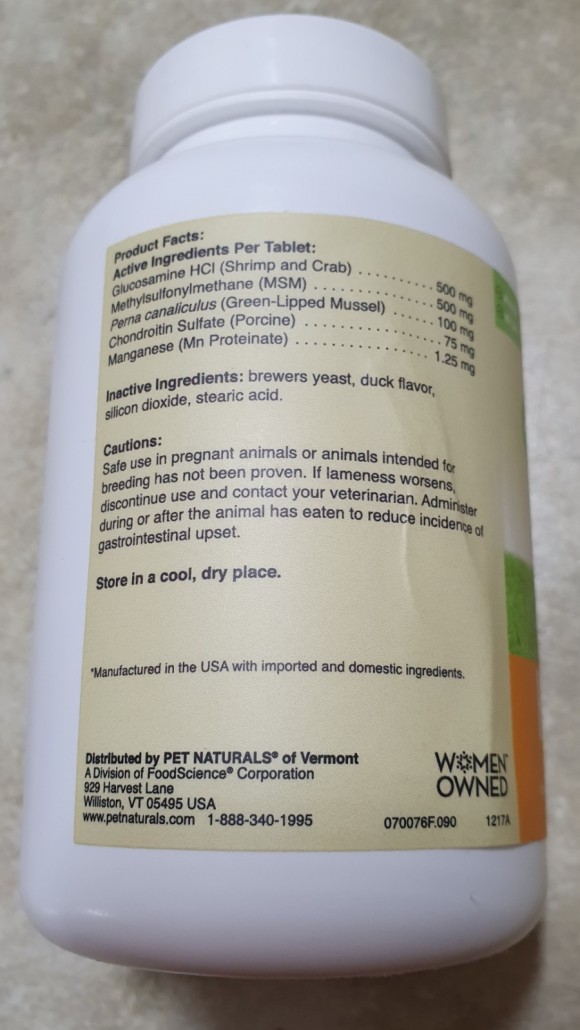 Product Facts:
Active Ingredients Per Tablet:
Glucosamine HCl (Shrimp and Crab) .......... 500 mg
Methylsulfonylmethane (MSM) .............. 500 mg
Perna canaliculus (Green-Lipped Mussel) ...... 100 mg
Chondroitin Sulfate (Porcine) ................ 75 mg
Manganese (Mn Proteinate) ................ 1.25 mg
Inactive Ingredients: brewers yeast, duck flavor,
silicon dioxide, stearic acid.
Cautions:
Safe use in pregnant animals or animals intended for
breeding has not been proven. If lameness worsens,
discontinue use and contact your veterinarian. Administer
during or after the animal has eaten to reduce incidence of
gastrointestinal upset.
Store in a cool, dry place.
*Manufactured in the USA with imported and domestic ingredients.
Distributed by PET NATURALS® of Vermont
A Division of FoodScience® Corporation
929 Harvest Lane
Williston, VT 05495 USA
www.petnaturals.com 1-888-340-1995
WOMEN
OWNED
070076F.090 1217A